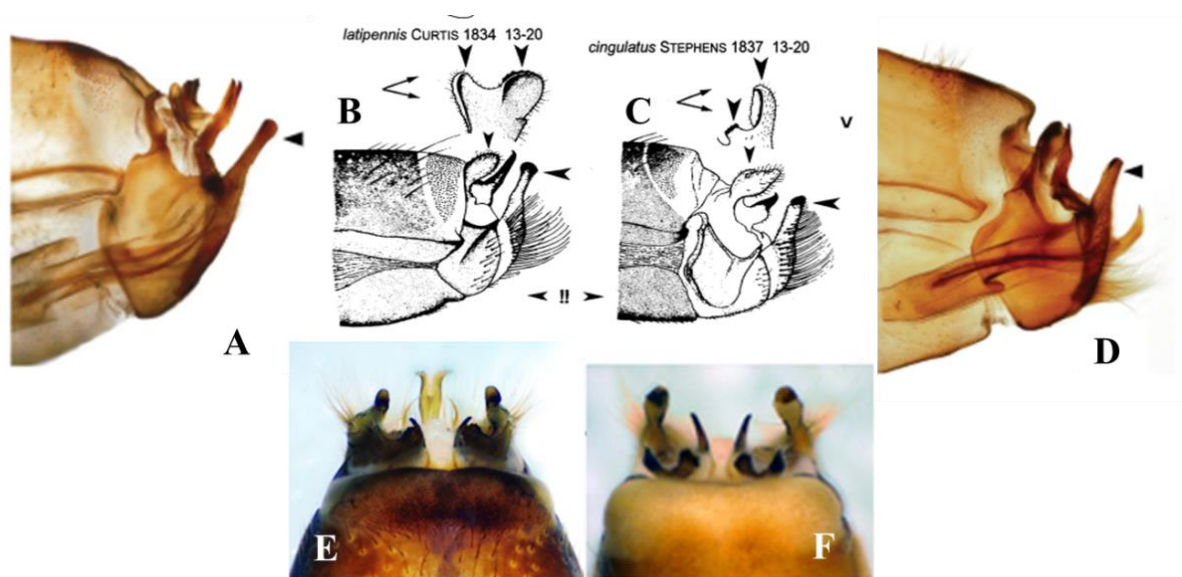 latipennis CURTIS 1834 13-20
cingulatus STEPHENS 1837 13-20
B
C
v
!!
A
D
E
F